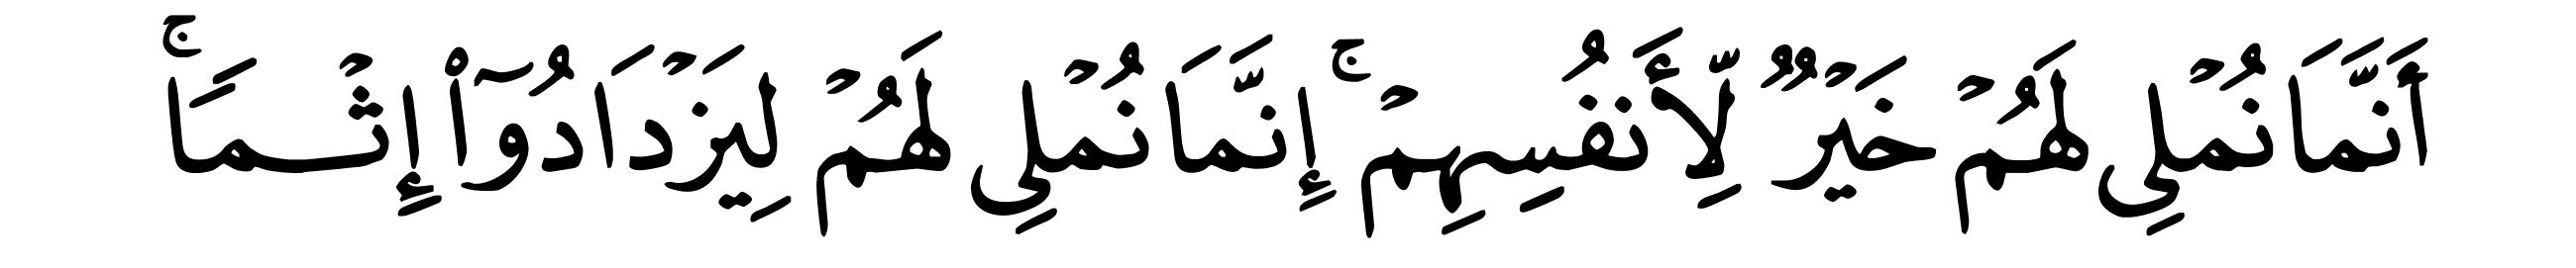 أَنَّمَا نُمْلِى لَهُمْ خَيْرٌ لِّأَنفُسِهِمْ ۚ إِنَّمَا نُمْلِى لَهُمْ لِيَزْدَادُوٓا۟ إِثْمًا ۚ